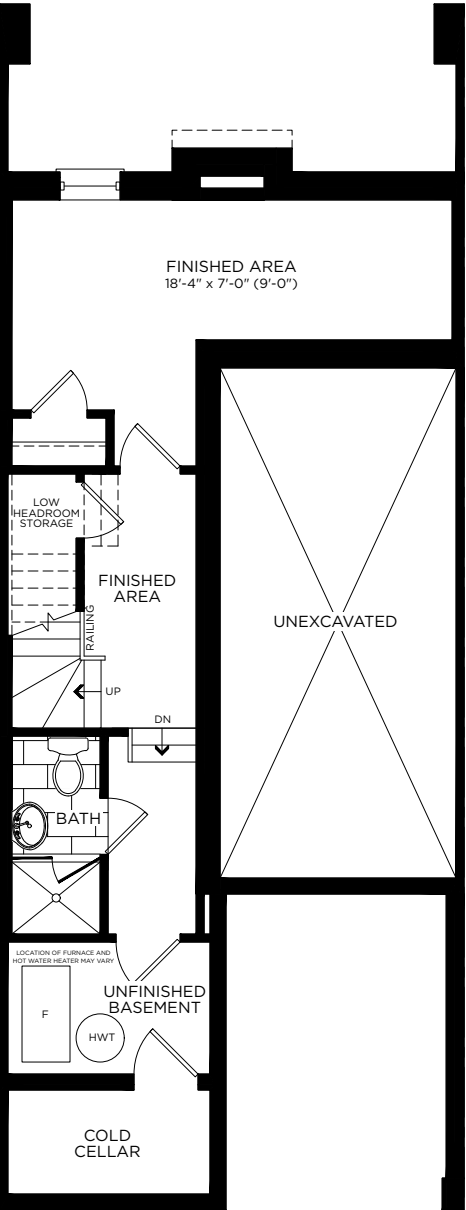 FINISHED AREA
18'-4" x 7'-0" (9'-0")
LOW
HEADROOM
STORAGE
FINISHED
AREA
RAILING
UNEXCAVATED
UP
DN
BATH
LOCATION OF FURNACE AND
HOT WATER HEATER MAY VARY
UNFINISHED
BASEMENT
F
HWT
COLD
CELLAR